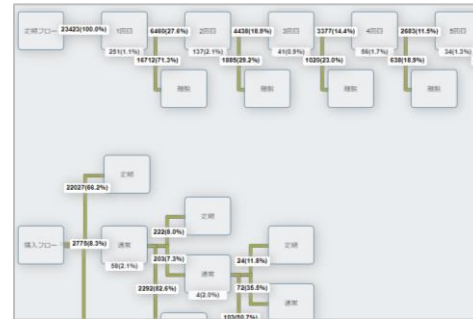 定期フロー 23423(100.0%) 1回目 6460(27.6%) 2回目 4438(18.9%) 3回目 3377(14.4%) 4回目 2683(11.5%) 5回目
251(1.1%) 137(2.1%) 41(0.9%) 56(1.7%) 34(1.3%)
16712(71.3%) 1885(29.2%) 1020(23.0%) 638(18.9%)
離脱 離脱 離脱 離脱
定期
22027(66.2%)
定期
222(8.0%)
購入フロー 2775(8.3%) 通常 定期
58(2.1%) 203(7.3%) 24(11.8%)
2292(82.6%) 通常 72(35.5%)
4(2.0%) 通常
103(50.7%)